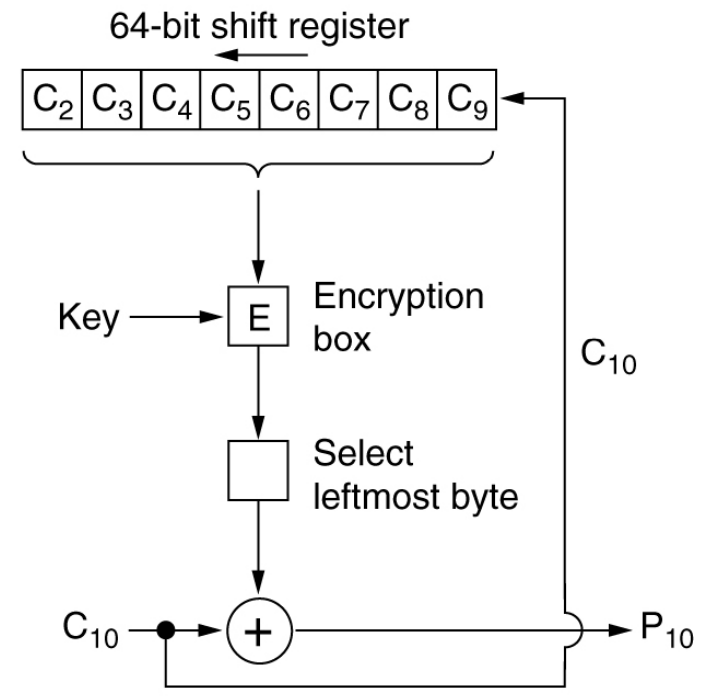 64-bit shift register
C₂ C₃ C₄ C₅ C₆ C₇ C₈ C₉
Key
E
Encryption
box
C₁₀
Select
leftmost byte
C₁₀
+
P₁₀